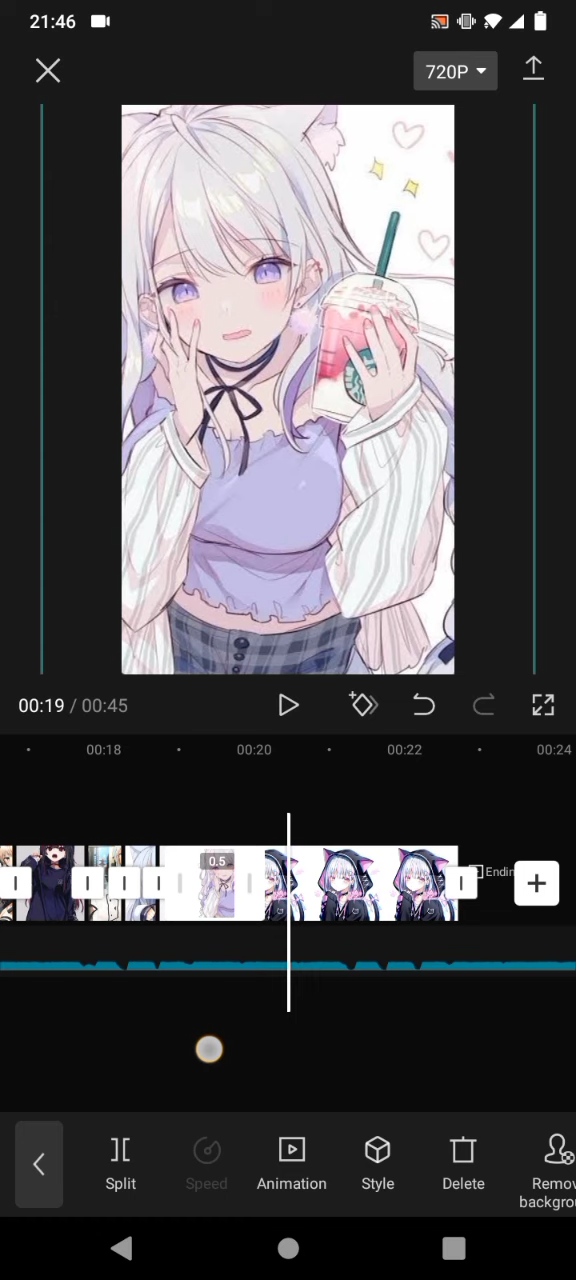 21:46
720P
00:19 / 00:45
00:18 00:20 00:22 00:24
0.5
Endin
Split Speed Animation Style Delete Remov
backgrou